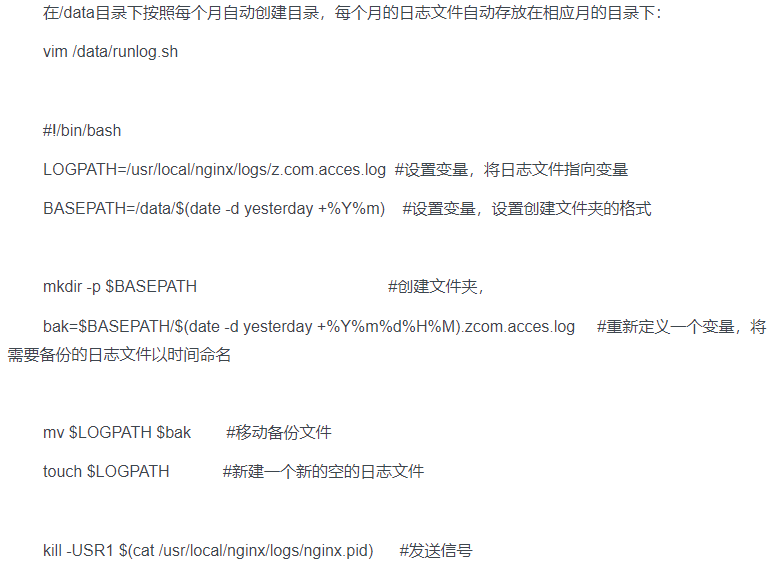 在/data目录下按照每个月自动创建目录，每个月的日志文件自动存放在相应月的目录下：
vim /data/runlog.sh
#!/bin/bash
LOGPATH=/usr/local/nginx/logs/z.com.acces.log  #设置变量，将日志文件指向变量
BASEPATH=/data/$(date -d yesterday +%Y%m)    #设置变量，设置创建文件夹的格式
mkdir -p $BASEPATH    #创建文件夹，
bak=$BASEPATH/$(date -d yesterday +%Y%m%d%H%M).zcom.acces.log     #重新定义一个变量，将
需要备份的日志文件以时间命名
mv $LOGPATH $bak        #移动备份文件
touch $LOGPATH            #新建一个新的空的日志文件
kill -USR1 $(cat /usr/local/nginx/logs/nginx.pid)      #发送信号